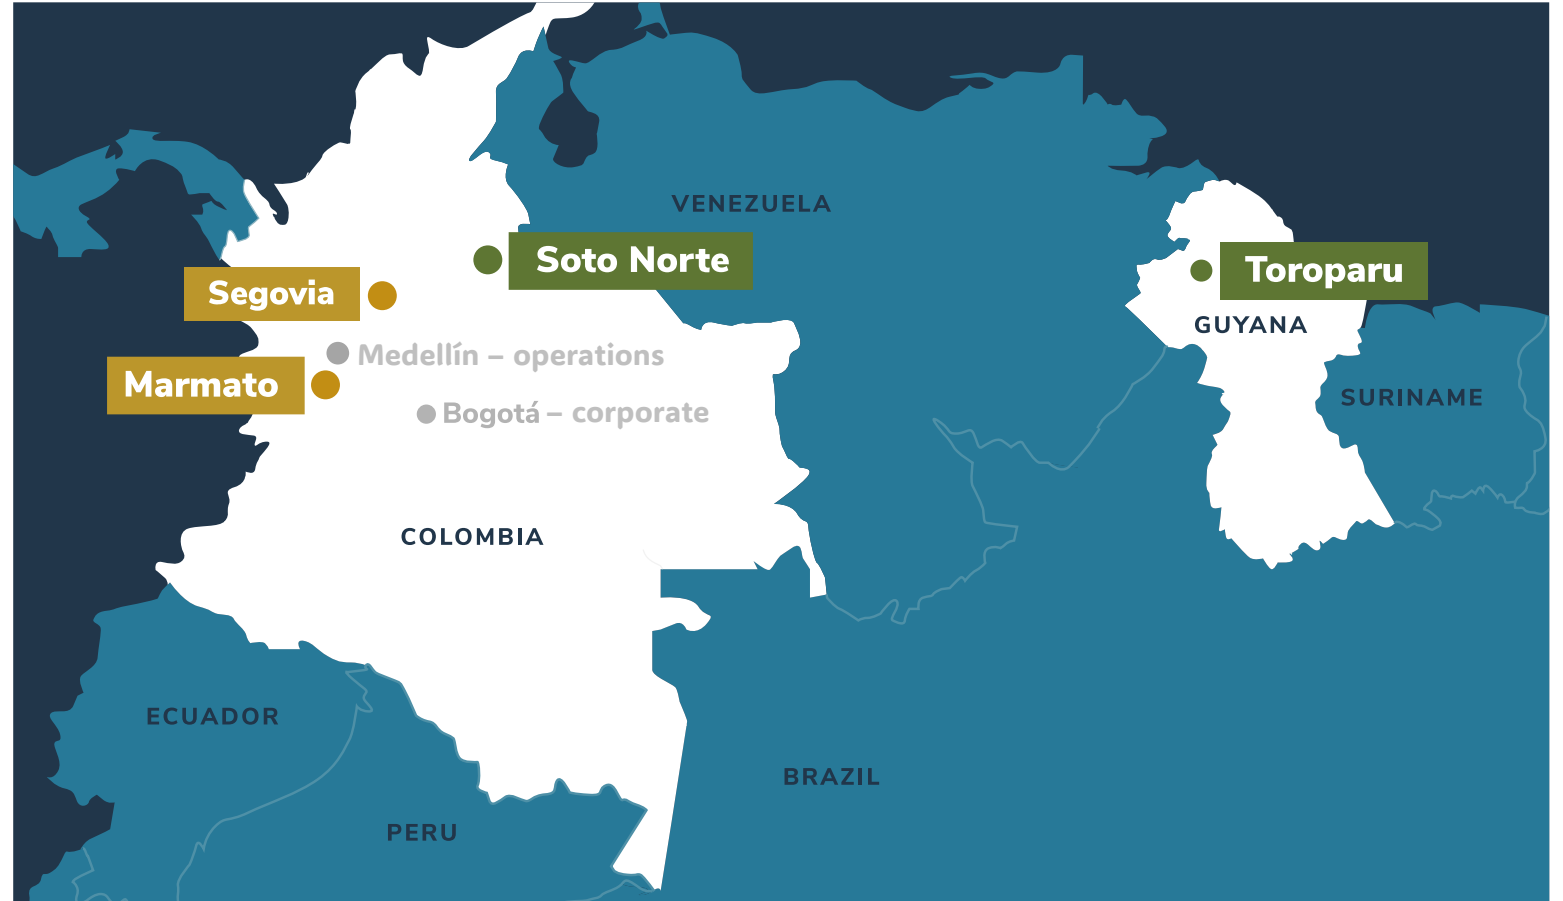 VENEZUELA
Soto Norte
Toroparu
Segovia
GUYANA
Medellín – operations
Marmato
SURINAME
Bogotá – corporate
COLOMBIA
ECUADOR
BRAZIL
PERU